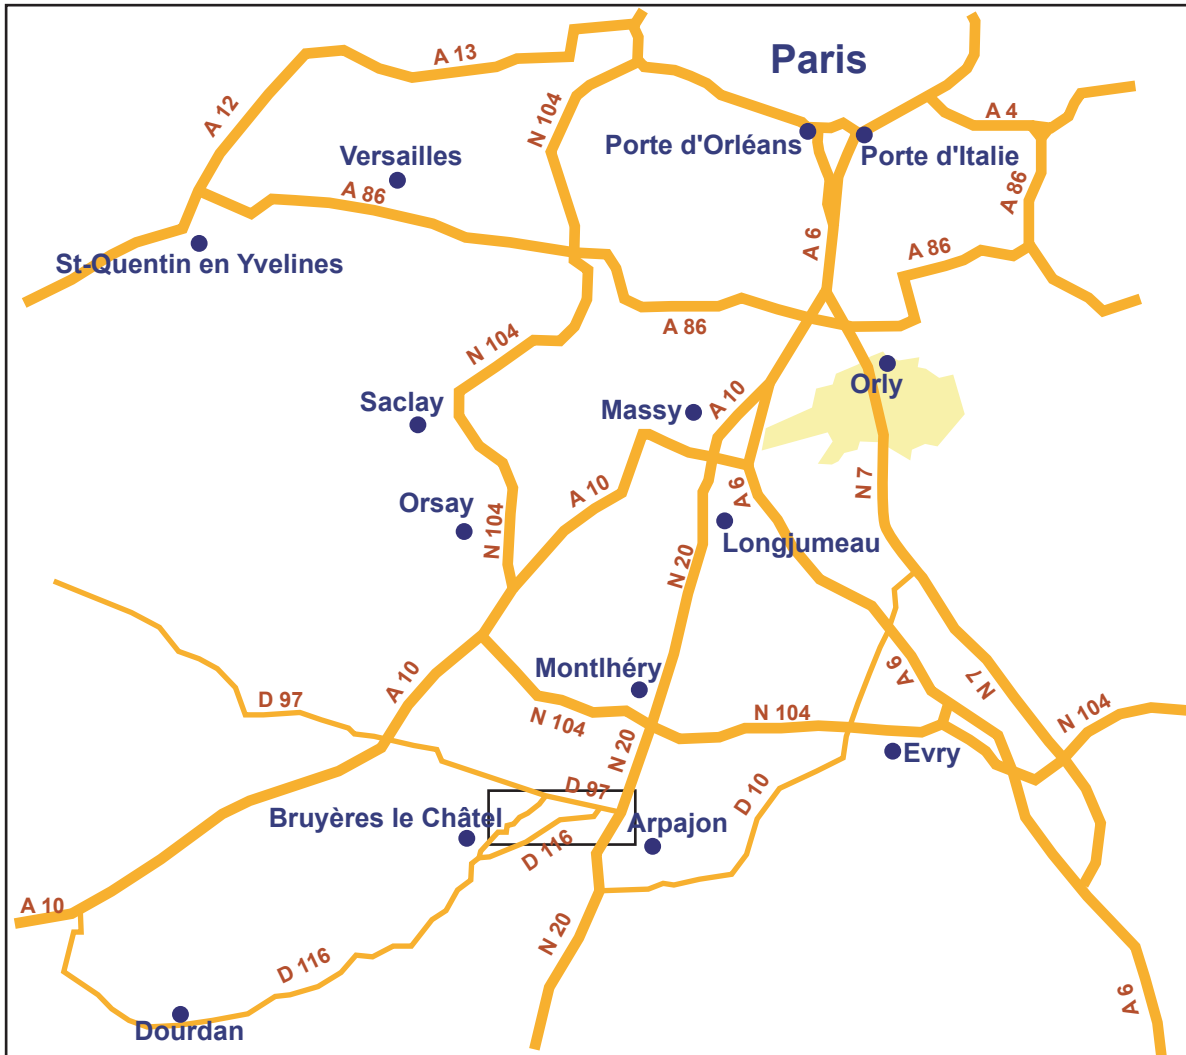 Paris
A 13
A 12
N 104
A 4
Porte d'Orléans
Porte d'Italie
Versailles
A 86
A 86
A 6
A 86
St-Quentin en Yvelines
A 86
N 104
Orly
Saclay
Massy
A 10
A 10
A 6
N 7
Orsay
N 104
Longjumeau
N 20
Montlhéry
A 10
A 6
N 7
D 97
N 104
N 104
N 104
N 20
Evry
D 97
D 10
Bruyères le Châtel
Arpajon
D 116
A 10
N 20
D 116
A 6
Dourdan